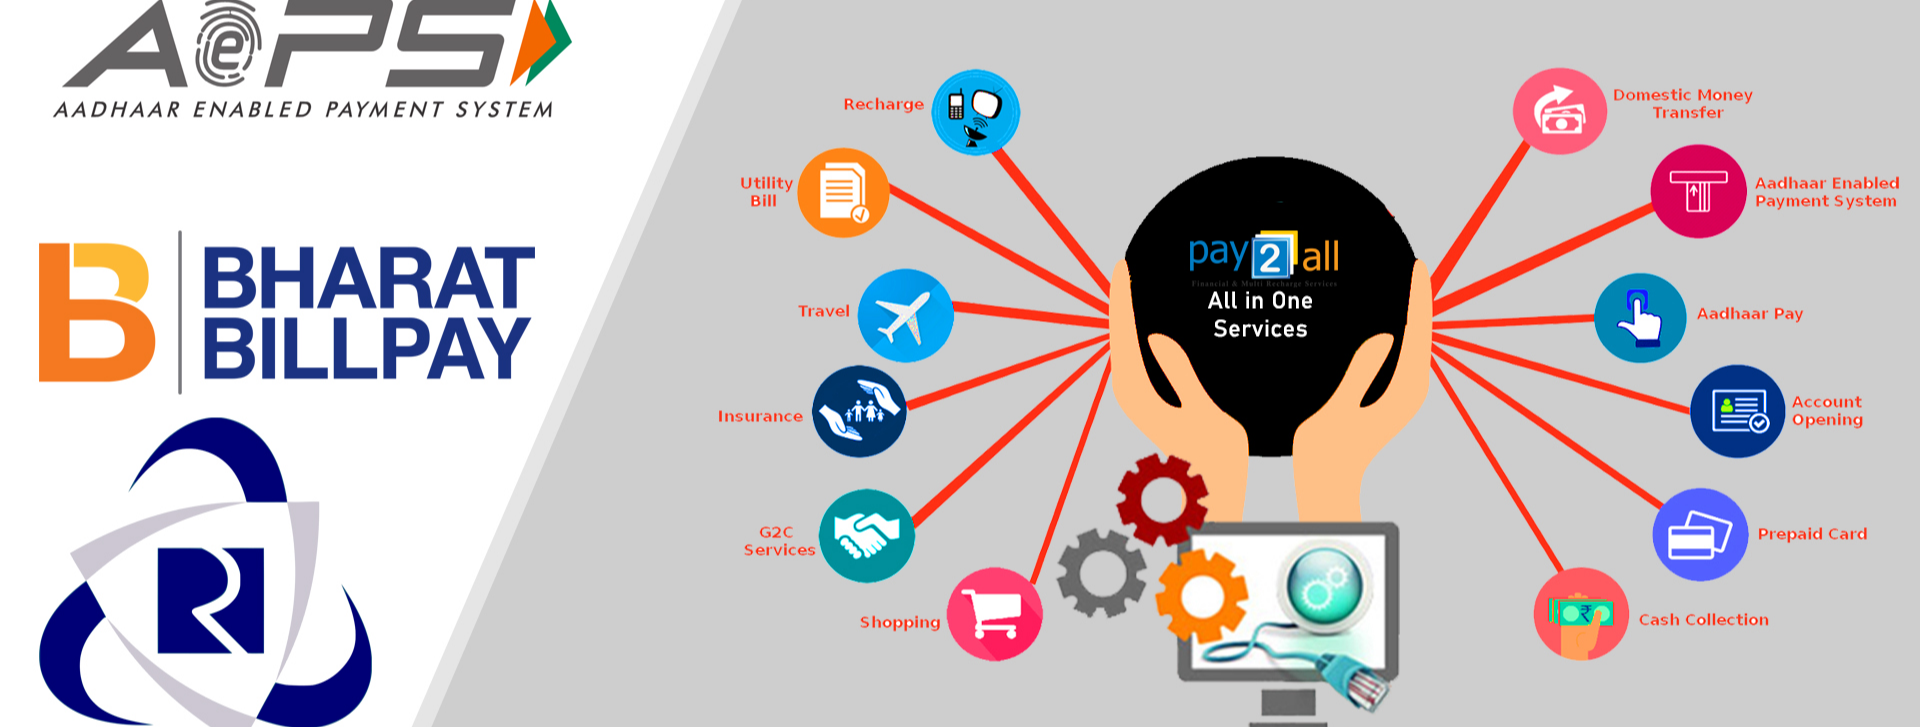 AePS
AADHAAR ENABLED PAYMENT SYSTEM
B
BHARAT
BILLPAY
R
Recharge
Utility
Bill
Travel
Insurance
G2C
Services
Shopping
pay2all
Financial & Multi Recharge Services
All in One
Services
Domestic Money
Transfer
Aadhaar Enabled
Payment System
Aadhaar Pay
Account
Opening
Prepaid Card
₹
Cash Collection